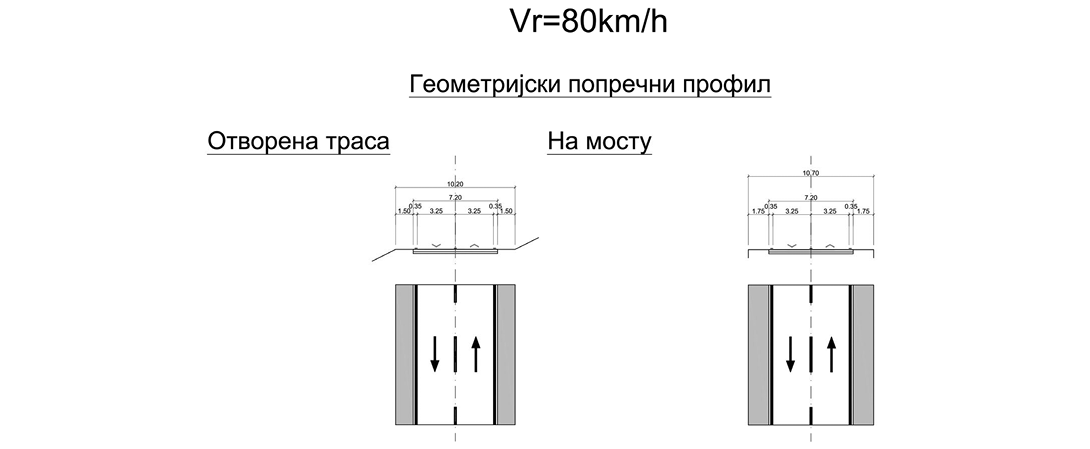 Vr=80km/h
Геометријски попречни профил
Отворена траса
На мосту
10.20
7.20
0.35 0.35
1.50 3.25 3.25 1.50
10.70
7.20
0.35 0.35
1.75 3.25 3.25 1.75